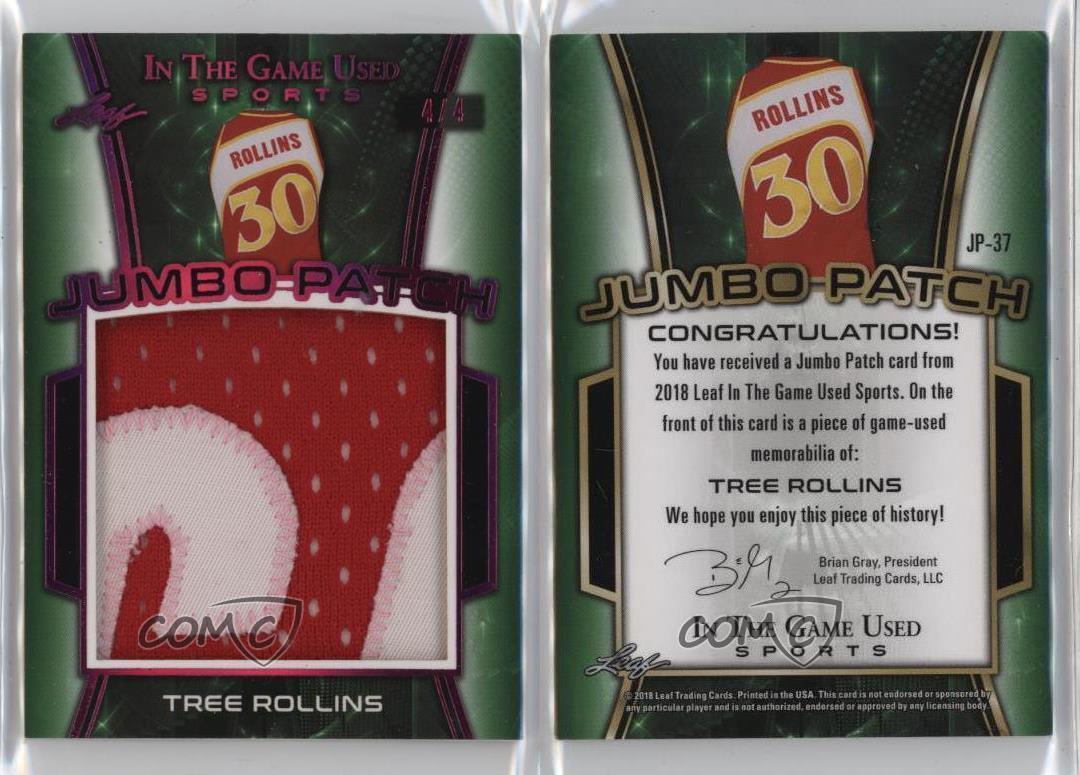 IN THE GAME USED
SPORTS
Leaf
4/4
ROLLINS
30
JUMBO PATCH
COMC
TREE ROLLINS
ROLLINS
30
JP-37
JUMBO PATCH
CONGRATULATIONS!
You have received a Jumbo Patch card from
2018 Leaf In The Game Used Sports. On the
front of this card is a piece of game-used
memorabilia of:
TREE ROLLINS
We hope you enjoy this piece of history!
Brian Gray, President
Leaf Trading Cards, LLC
COMC
IN THE GAME USED
SPORTS
Leaf
© 2018 Leaf Trading Cards. Printed in the USA. This card is not endorsed or sponsored by
any particular player and is not authorized, endorsed or approved by any licensing body.